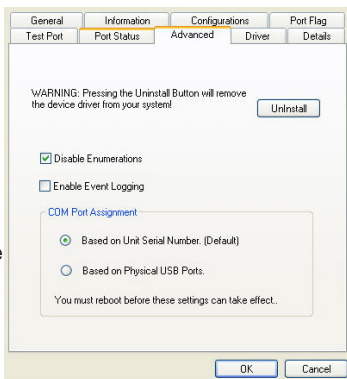 General Information Configurations Port Flag
Test Port Port Status Advanced Driver Details
WARNING: Pressing the Uninstall Button will remove
the device driver from your system!
UnInstall
Disable Enumerations
Enable Event Logging
COM Port Assignment
Based on Unit Serial Number. (Default)
Based on Physical USB Ports.
You must reboot before these settings can take effect..
OK Cancel